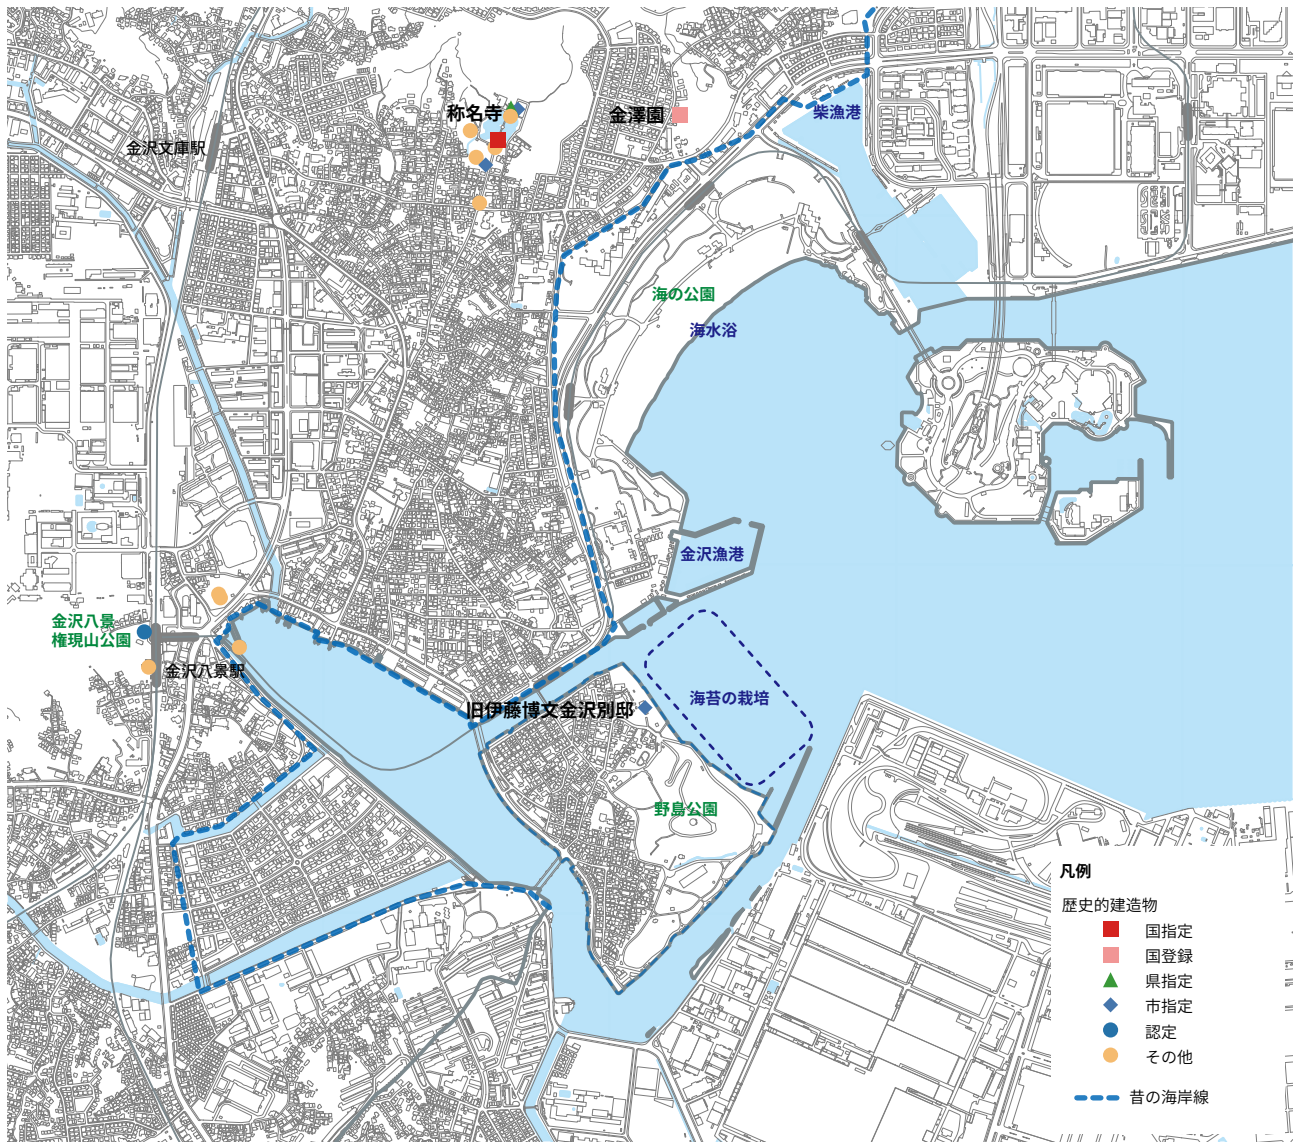 称名寺
金澤園
柴漁港
金沢文庫駅
海の公園
海水浴
金沢漁港
金沢八景
権現山公園
金沢八景駅
海苔の栽培
旧伊藤博文金沢別邸
野島公園
凡例
歴史的建造物
国指定
国登録
県指定
市指定
認定
その他
昔の海岸線